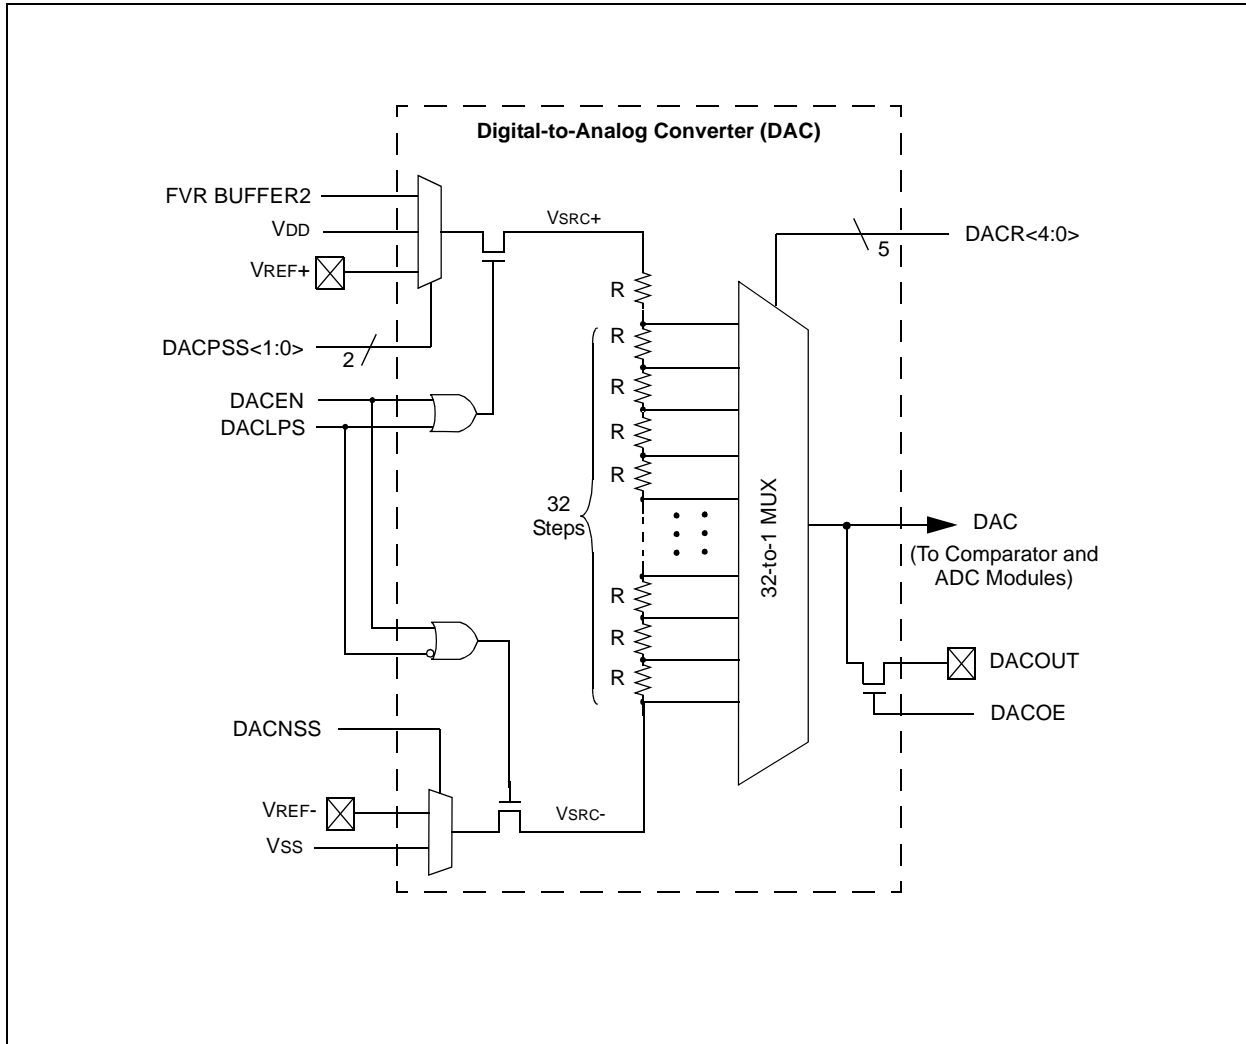 Digital-to-Analog Converter (DAC)
FVR BUFFER2
VDD
VREF+
DACPSS<1:0>
2
DACEN
DACLPS
VSRC+
R
R
R
R
R
32
Steps
R
R
R
32-to-1 MUX
DACR<4:0>
5
DAC
(To Comparator and
ADC Modules)
DACOUT
DACOE
DACNSS
VREF-
VSS
VSRC-